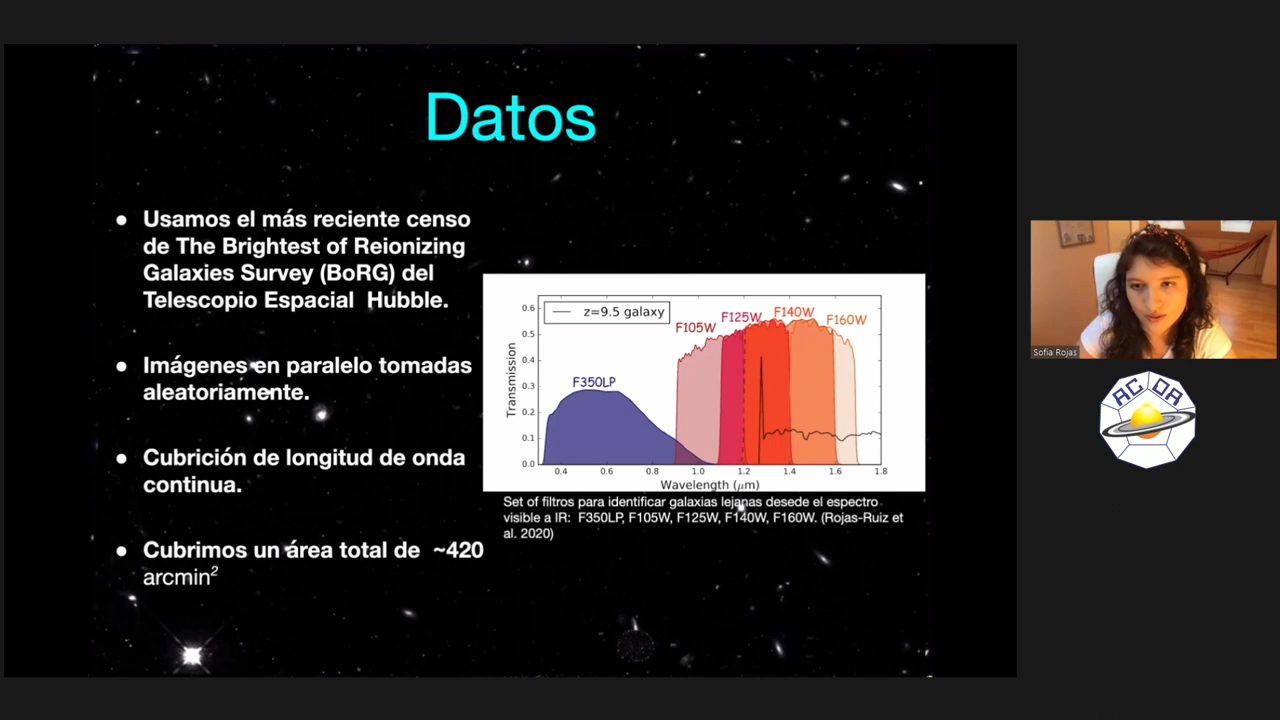 Datos
● Usamos el más reciente censo
de The Brightest of Reionizing
Galaxies Survey (BoRG) del
Telescopio Espacial Hubble.
● Imágenes en paralelo tomadas
aleatoriamente.
● Cubrición de longitud de onda
continua.
● Cubrimos un área total de ~420
arcmin²
z=9.5 galaxy
F350LP
F105W
F125W
F140W
F160W
Transmission
0.6
0.5
0.4
0.3
0.2
0.1
0.0
0.4 0.6 0.8 1.0 1.2 1.4 1.6 1.8
Wavelength (μm)
Set of filtros para identificar galaxias lejanas desede el espectro
visible a IR: F350LP, F105W, F125W, F140W, F160W. (Rojas-Ruiz et
al. 2020)
Sofia Rojas
AC DA